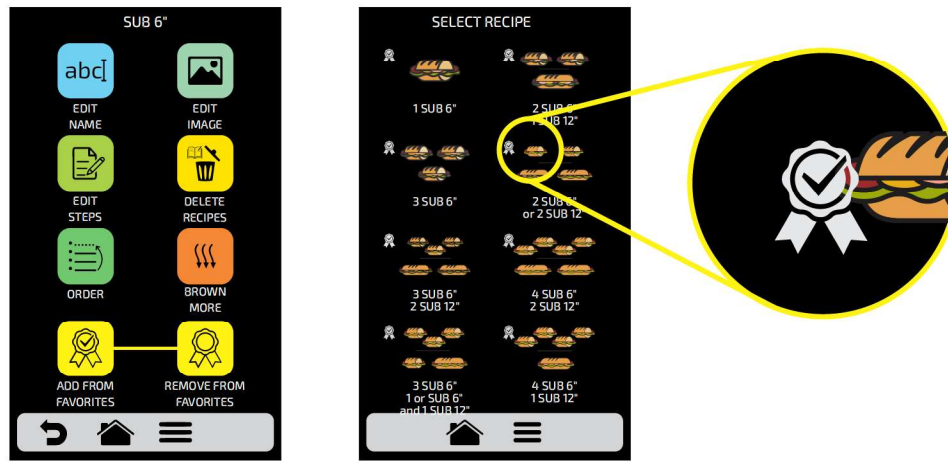 SUB 6"
abc
EDIT
NAME
EDIT
IMAGE
EDIT
STEPS
DELETE
RECIPES
ORDER
BROWN
MORE
ADD FROM
FAVORITES
REMOVE FROM
FAVORITES
SELECT RECIPE
1 SUB 6"
2 SUB 6"
1 SUB 12"
3 SUB 6"
2 SUB 6"
or 2 SUB 12"
3 SUB 6"
2 SUB 12"
4 SUB 6"
2 SUB 12"
3 SUB 6"
1 or SUB 6"
and 1 SUB 12"
4 SUB 6"
1 SUB 12"